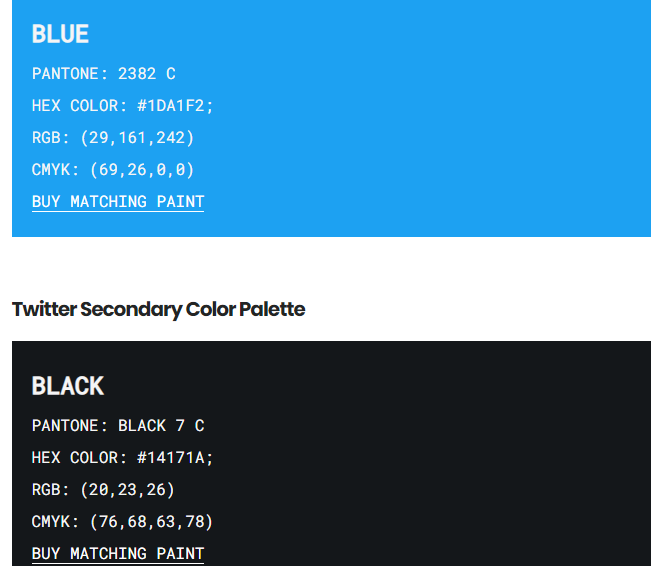 BLUE
PANTONE: 2382 C
HEX COLOR: #1DA1F2;
RGB: (29,161,242)
CMYK: (69,26,0,0)
BUY MATCHING PAINT
Twitter Secondary Color Palette
BLACK
PANTONE: BLACK 7 C
HEX COLOR: #14171A;
RGB: (20,23,26)
CMYK: (76,68,63,78)
BUY MATCHING PAINT